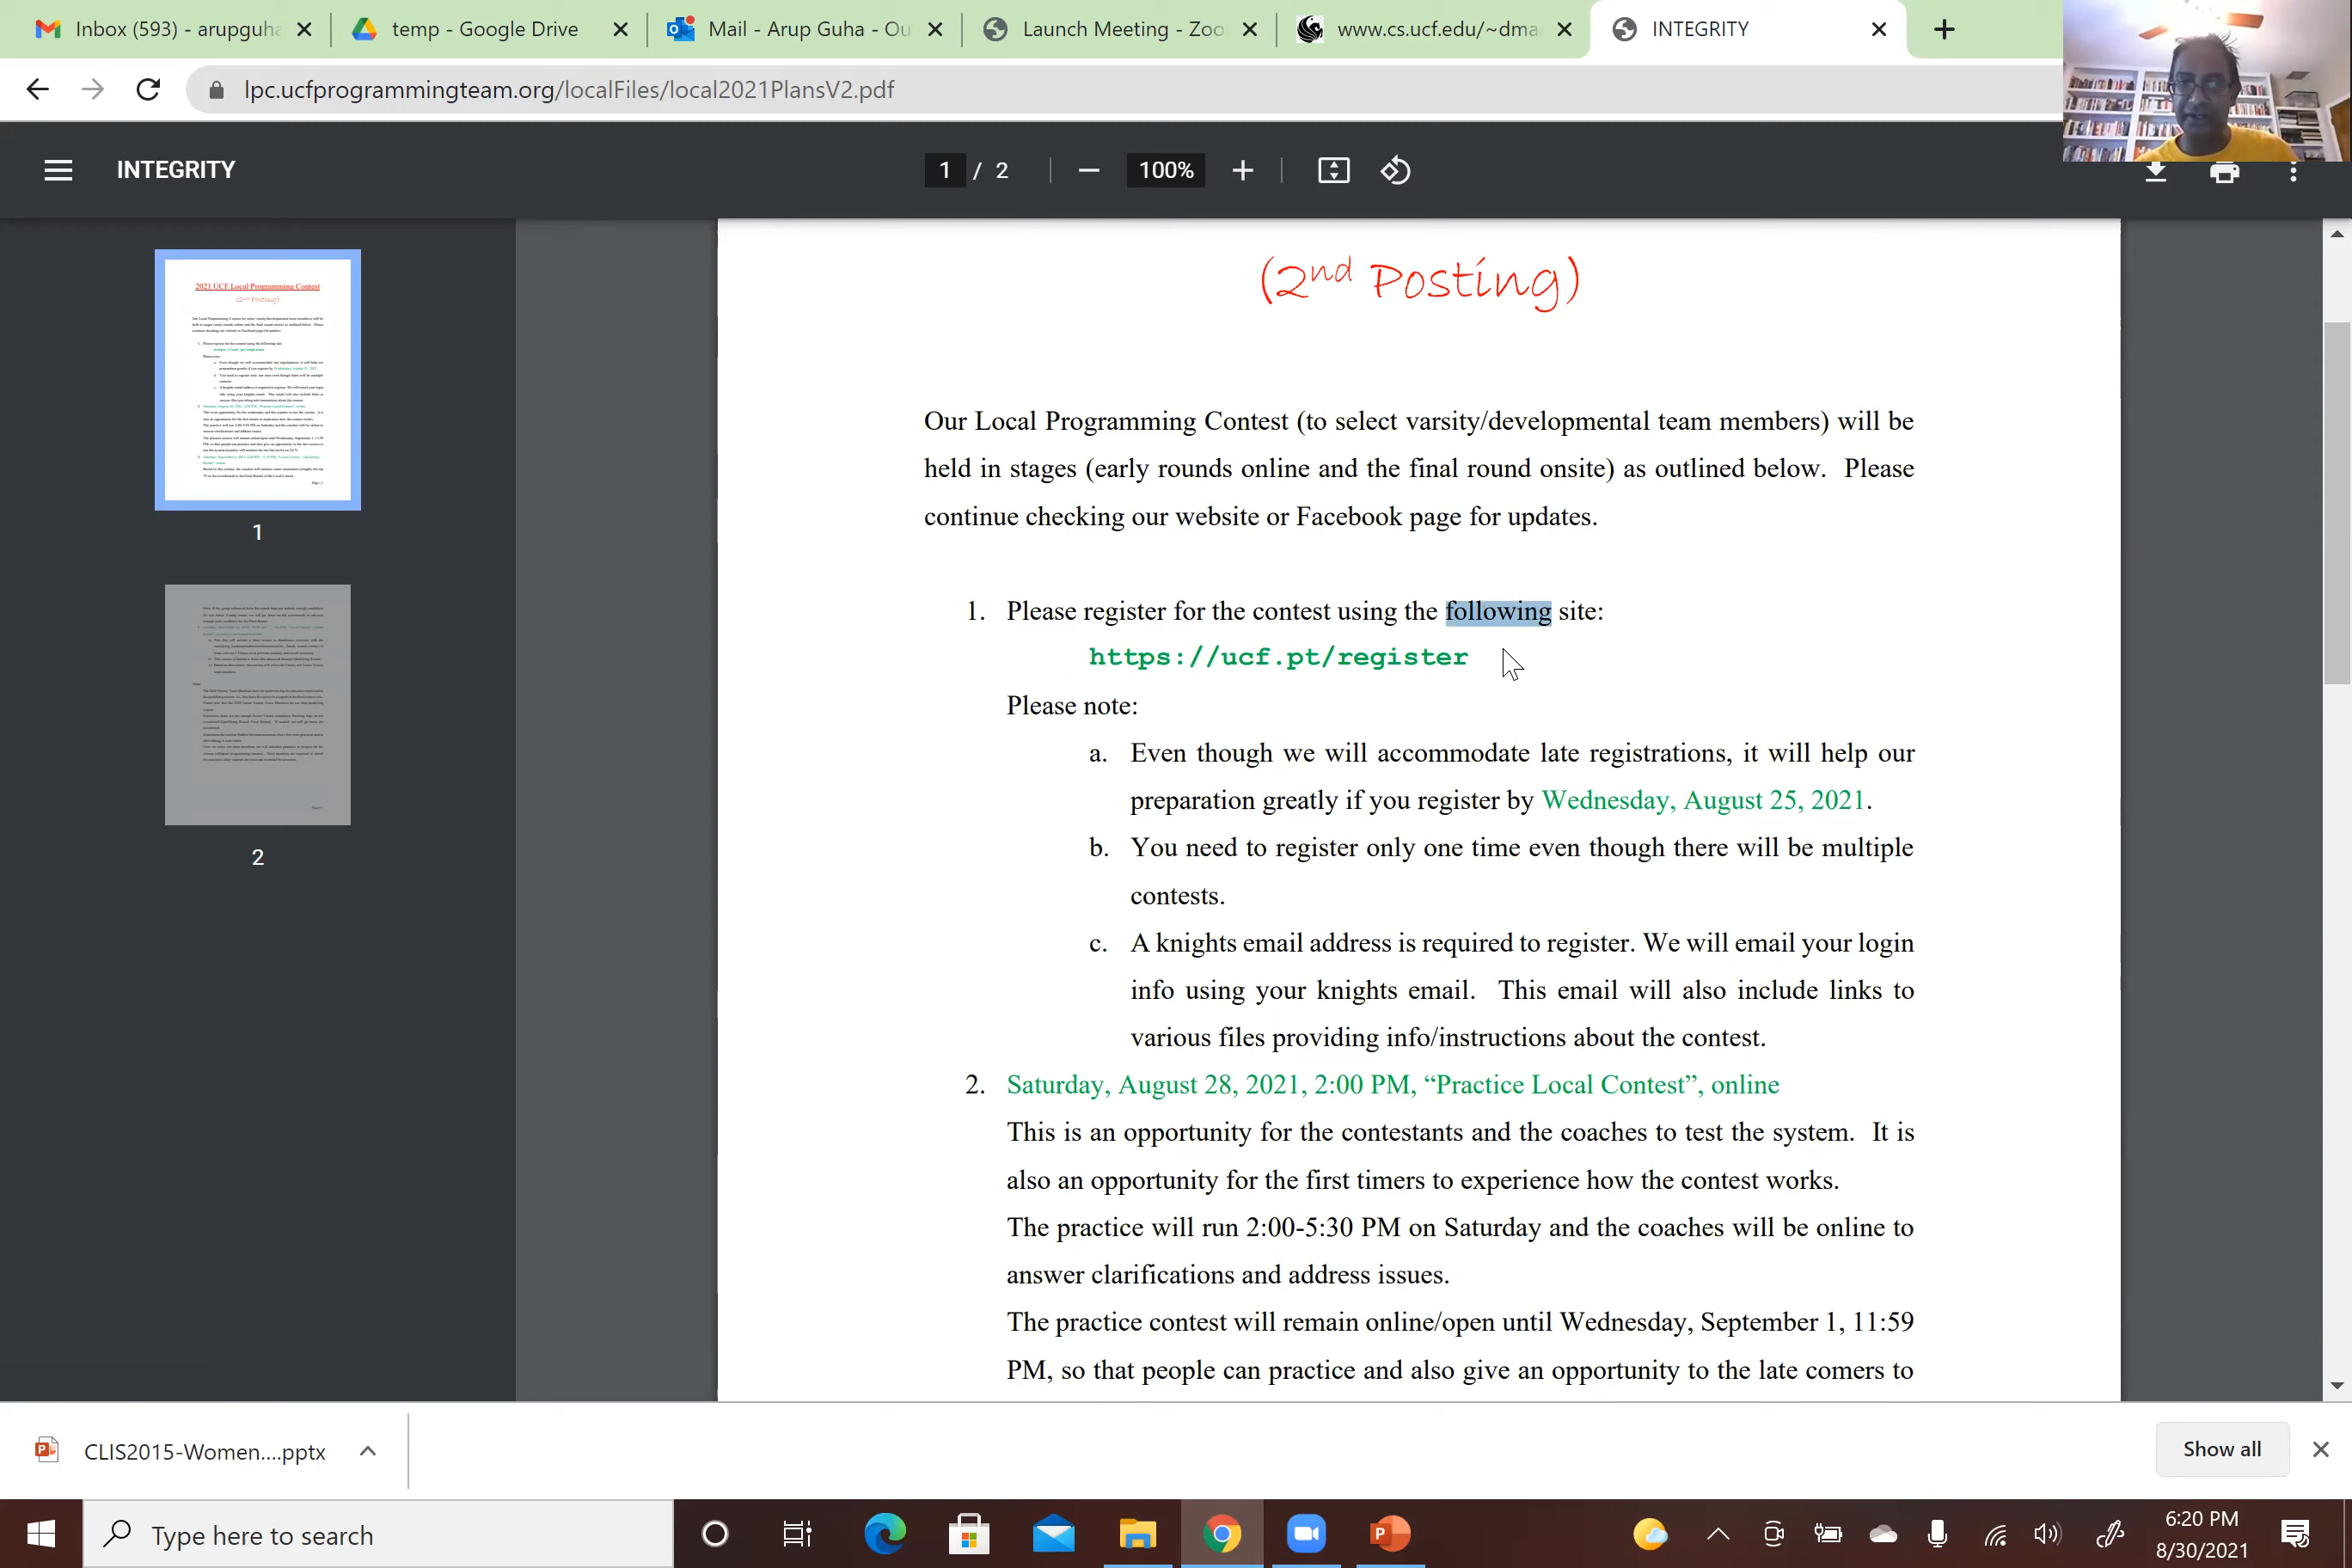 Inbox (593) - arupguha
temp - Google Drive
Mail - Arup Guha - Ou
Launch Meeting - Zoo
www.cs.ucf.edu/~dma
INTEGRITY
lpc.ucfprogrammingteam.org/localFiles/local2021PlansV2.pdf
INTEGRITY
1 / 2
100%
2021 UCF Local Programming Contest
(2nd Posting)
1
2
(2nd Posting)
Our Local Programming Contest (to select varsity/developmental team members) will be
held in stages (early rounds online and the final round onsite) as outlined below. Please
continue checking our website or Facebook page for updates.
1. Please register for the contest using the following site:
https://ucf.pt/register
Please note:
a. Even though we will accommodate late registrations, it will help our
preparation greatly if you register by Wednesday, August 25, 2021.
b. You need to register only one time even though there will be multiple
contests.
c. A knights email address is required to register. We will email your login
info using your knights email. This email will also include links to
various files providing info/instructions about the contest.
2. Saturday, August 28, 2021, 2:00 PM, “Practice Local Contest”, online
This is an opportunity for the contestants and the coaches to test the system. It is
also an opportunity for the first timers to experience how the contest works.
The practice will run 2:00-5:30 PM on Saturday and the coaches will be online to
answer clarifications and address issues.
The practice contest will remain online/open until Wednesday, September 1, 11:59
PM, so that people can practice and also give an opportunity to the late comers to
CLIS2015-Women....pptx
Show all
Type here to search
6:20 PM
8/30/2021